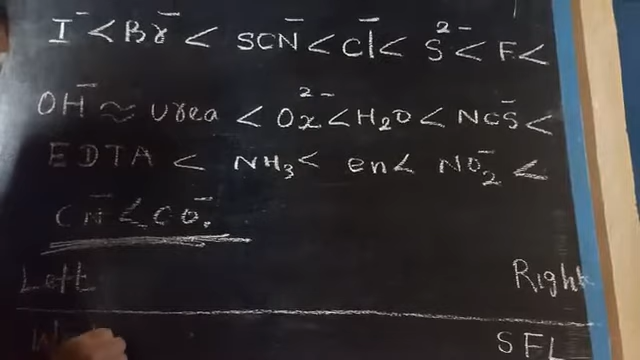 I⁻ < Br⁻ < SCN⁻ < Cl⁻ < S²⁻ < F <
OH⁻ ≈ urea < Ox²⁻ < H₂O < NCS⁻ <
EDTA < NH₃ < en < NO₂⁻ <
CN⁻ < CO.
Left Right
SFL